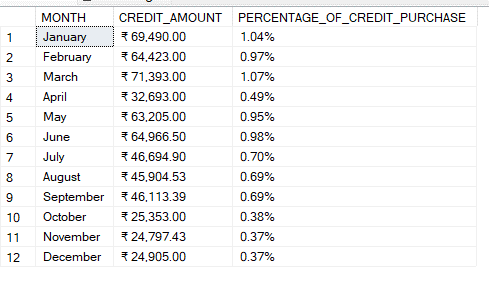 MONTH CREDIT_AMOUNT PERCENTAGE_OF_CREDIT_PURCHASE
1 January ₹ 69,490.00 1.04%
2 February ₹ 64,423.00 0.97%
3 March ₹ 71,393.00 1.07%
4 April ₹ 32,693.00 0.49%
5 May ₹ 63,205.00 0.95%
6 June ₹ 64,966.50 0.98%
7 July ₹ 46,694.90 0.70%
8 August ₹ 45,904.53 0.69%
9 September ₹ 46,113.39 0.69%
10 October ₹ 25,353.00 0.38%
11 November ₹ 24,797.43 0.37%
12 December ₹ 24,905.00 0.37%